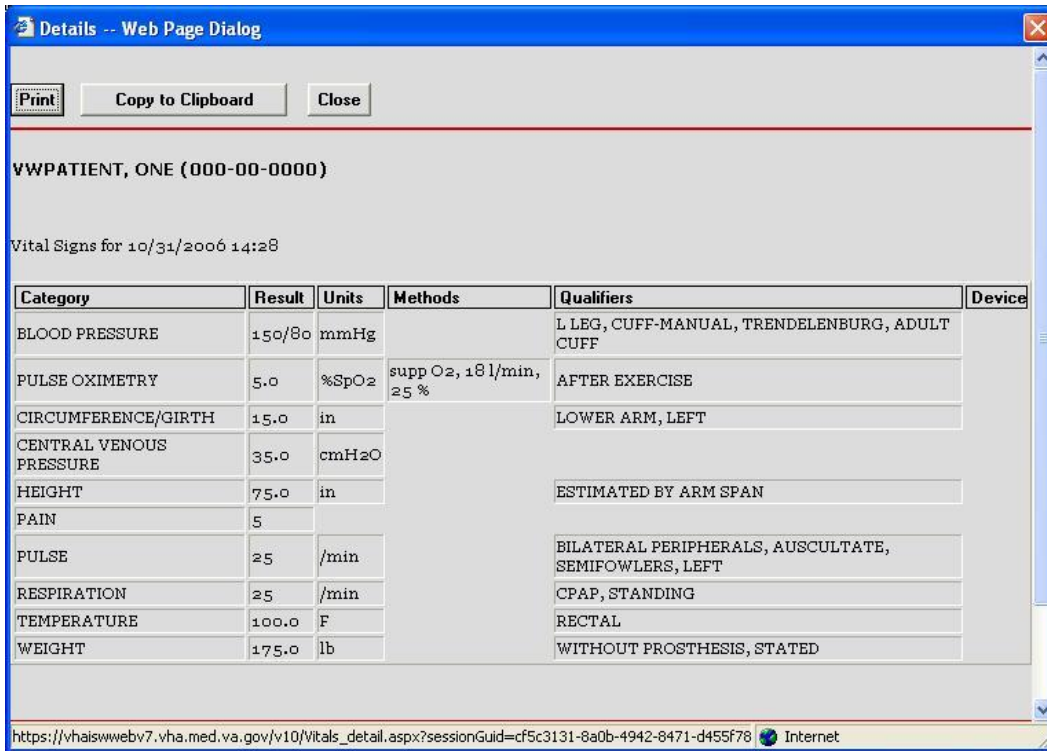 Details -- Web Page Dialog
Print Copy to Clipboard Close
VWPATIENT, ONE (000-00-0000)
Vital Signs for 10/31/2006 14:28
Category Result Units Methods Qualifiers Device
BLOOD PRESSURE 150/80 mmHg L LEG, CUFF-MANUAL, TRENDELENBURG, ADULT
CUFF
PULSE OXIMETRY 5.0 %SpO2 supp O2, 18 l/min,
25 % AFTER EXERCISE
CIRCUMFERENCE/GIRTH 15.0 in LOWER ARM, LEFT
CENTRAL VENOUS
PRESSURE 35.0 cmH2O
HEIGHT 75.0 in ESTIMATED BY ARM SPAN
PAIN 5
PULSE 25 /min BILATERAL PERIPHERALS, AUSCULTATE,
SEMIFOWLERS, LEFT
RESPIRATION 25 /min CPAP, STANDING
TEMPERATURE 100.0 F RECTAL
WEIGHT 175.0 lb WITHOUT PROSTHESIS, STATED
https://vhaiswwebv7.vha.med.va.gov/v10/Vitals_detail.aspx?sessionGuid=cf5c3131-8a0b-4942-8471-d455f78 Internet